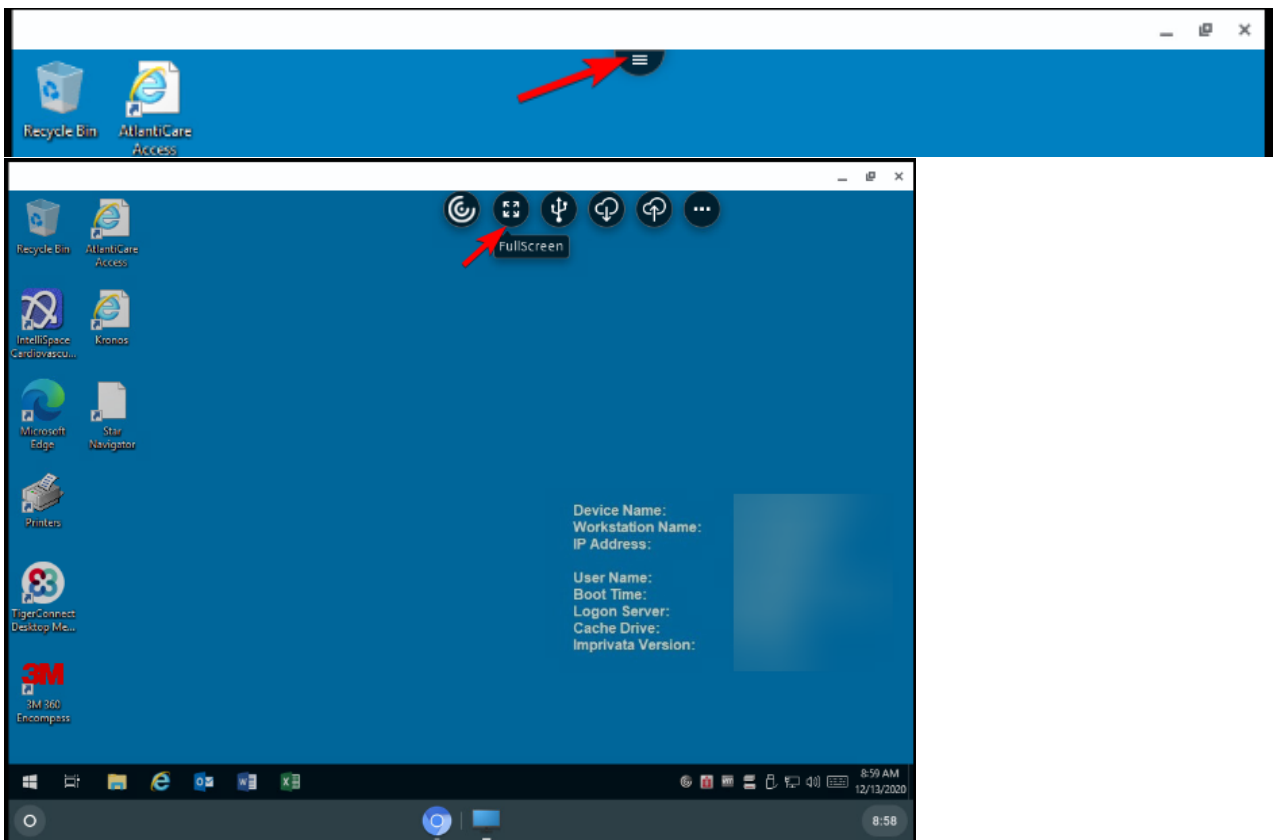 Recycle Bin
AtlantiCare
Access
FullScreen
Recycle Bin
AtlantiCare
Access
IntelliSpace
Cardiovascu...
Kronos
Microsoft
Edge
Star
Navigator
Printers
Device Name:
Workstation Name:
IP Address:
User Name:
Boot Time:
Logon Server:
Cache Drive:
Imprivata Version:
TigerConnect
Desktop Me...
3M
3M 360
Encompass
8:59 AM
12/13/2020
8:58